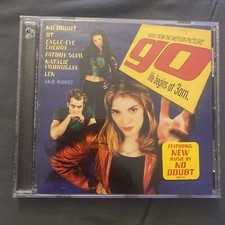 MUSIC FROM THE MOTION PICTURE
go
life begins at 3am.
NO DOUBT
BT
EAGLE-EYE
CHERRY
FATBOY SLIM
NATALIE
IMBRUGLIA
LEN
FEATURING
NEW
MUSIC BY
NO
DOUBT